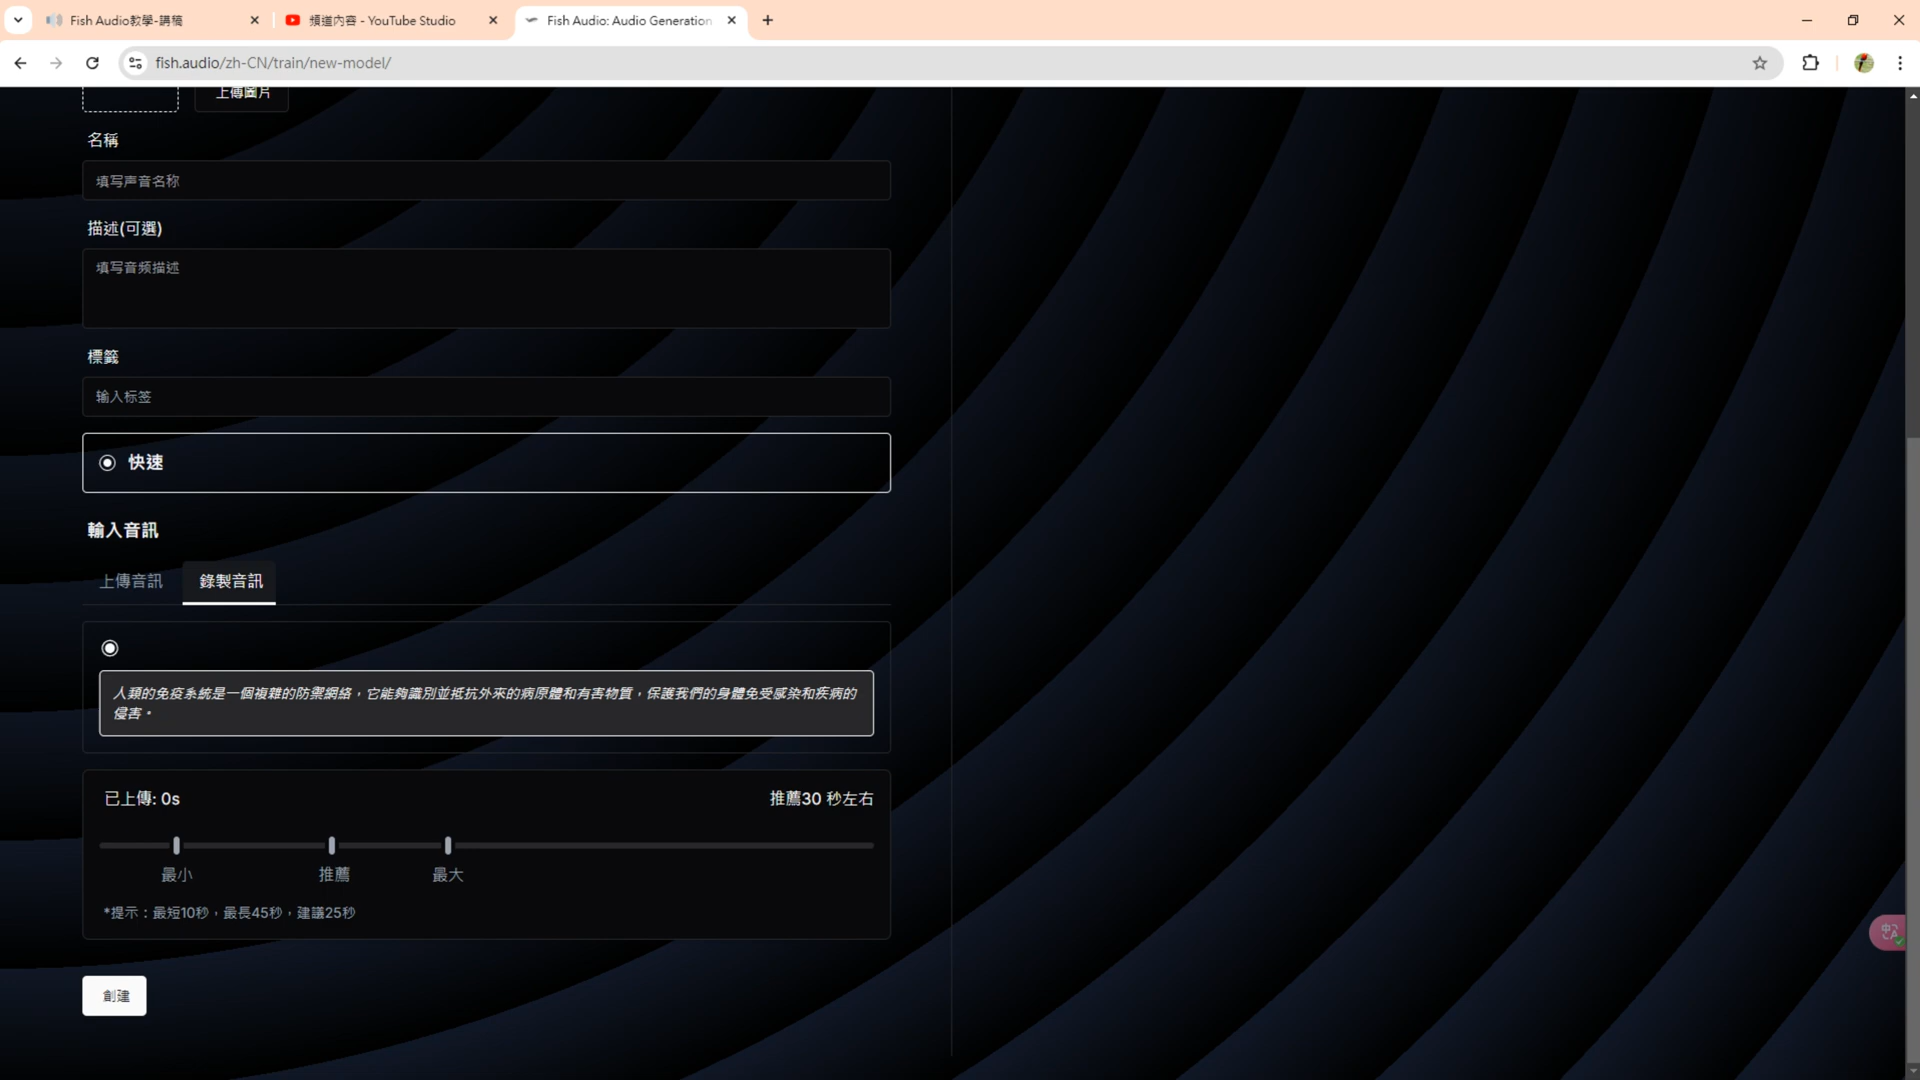 Fish Audio教學-講稿
頻道內容 - YouTube Studio
Fish Audio: Audio Generation
fish.audio/zh-CN/train/new-model/
上傳圖片
名稱
填写声音名称
描述(可選)
填写音频描述
標籤
输入标签
快速
輸入音訊
上傳音訊
錄製音訊
人類的免疫系統是一個複雜的防禦網絡，它能夠識別並抵抗外來的病原體和有害物質，保護我們的身體免受感染和疾病的
侵害。
已上傳: 0s
推薦30 秒左右
最小
推薦
最大
*提示：最短10秒，最長45秒，建議25秒
創建